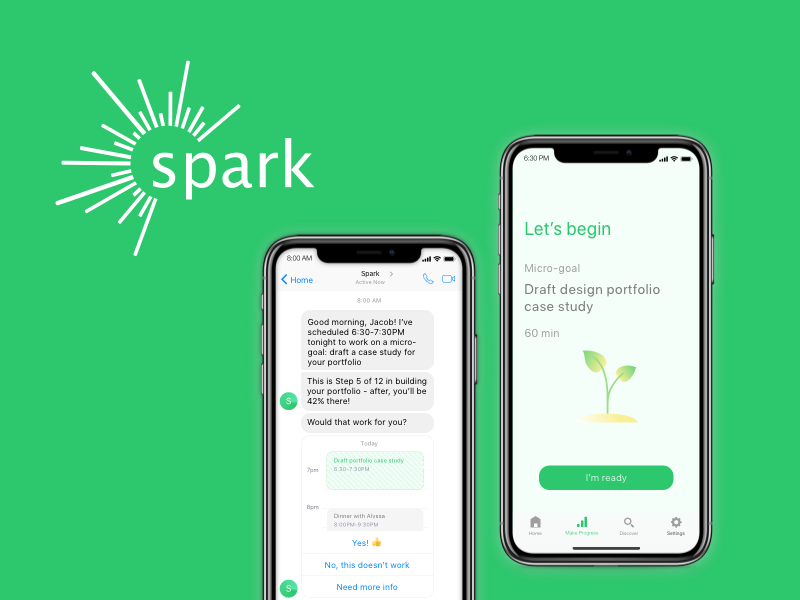 spark
8:00 AM
Home
Spark
Active Now
8:00 AM
Good morning, Jacob! I've
scheduled 6:30-7:30PM
tonight to work on a micro-
goal: draft a case study for
your portfolio
This is Step 5 of 12 in building
your portfolio - after, you'll be
42% there!
S
Would that work for you?
Today
Draft portfolio case study
6:30-7:30PM
7pm
8pm
Dinner with Alyssa
8:00PM-9:30PM
Yes! 👍
No, this doesn't work
Need more info
S
6:30 PM
Let's begin
Micro-goal
Draft design portfolio
case study
60 min
I'm ready
Home
Make Progress
Discover
Settings